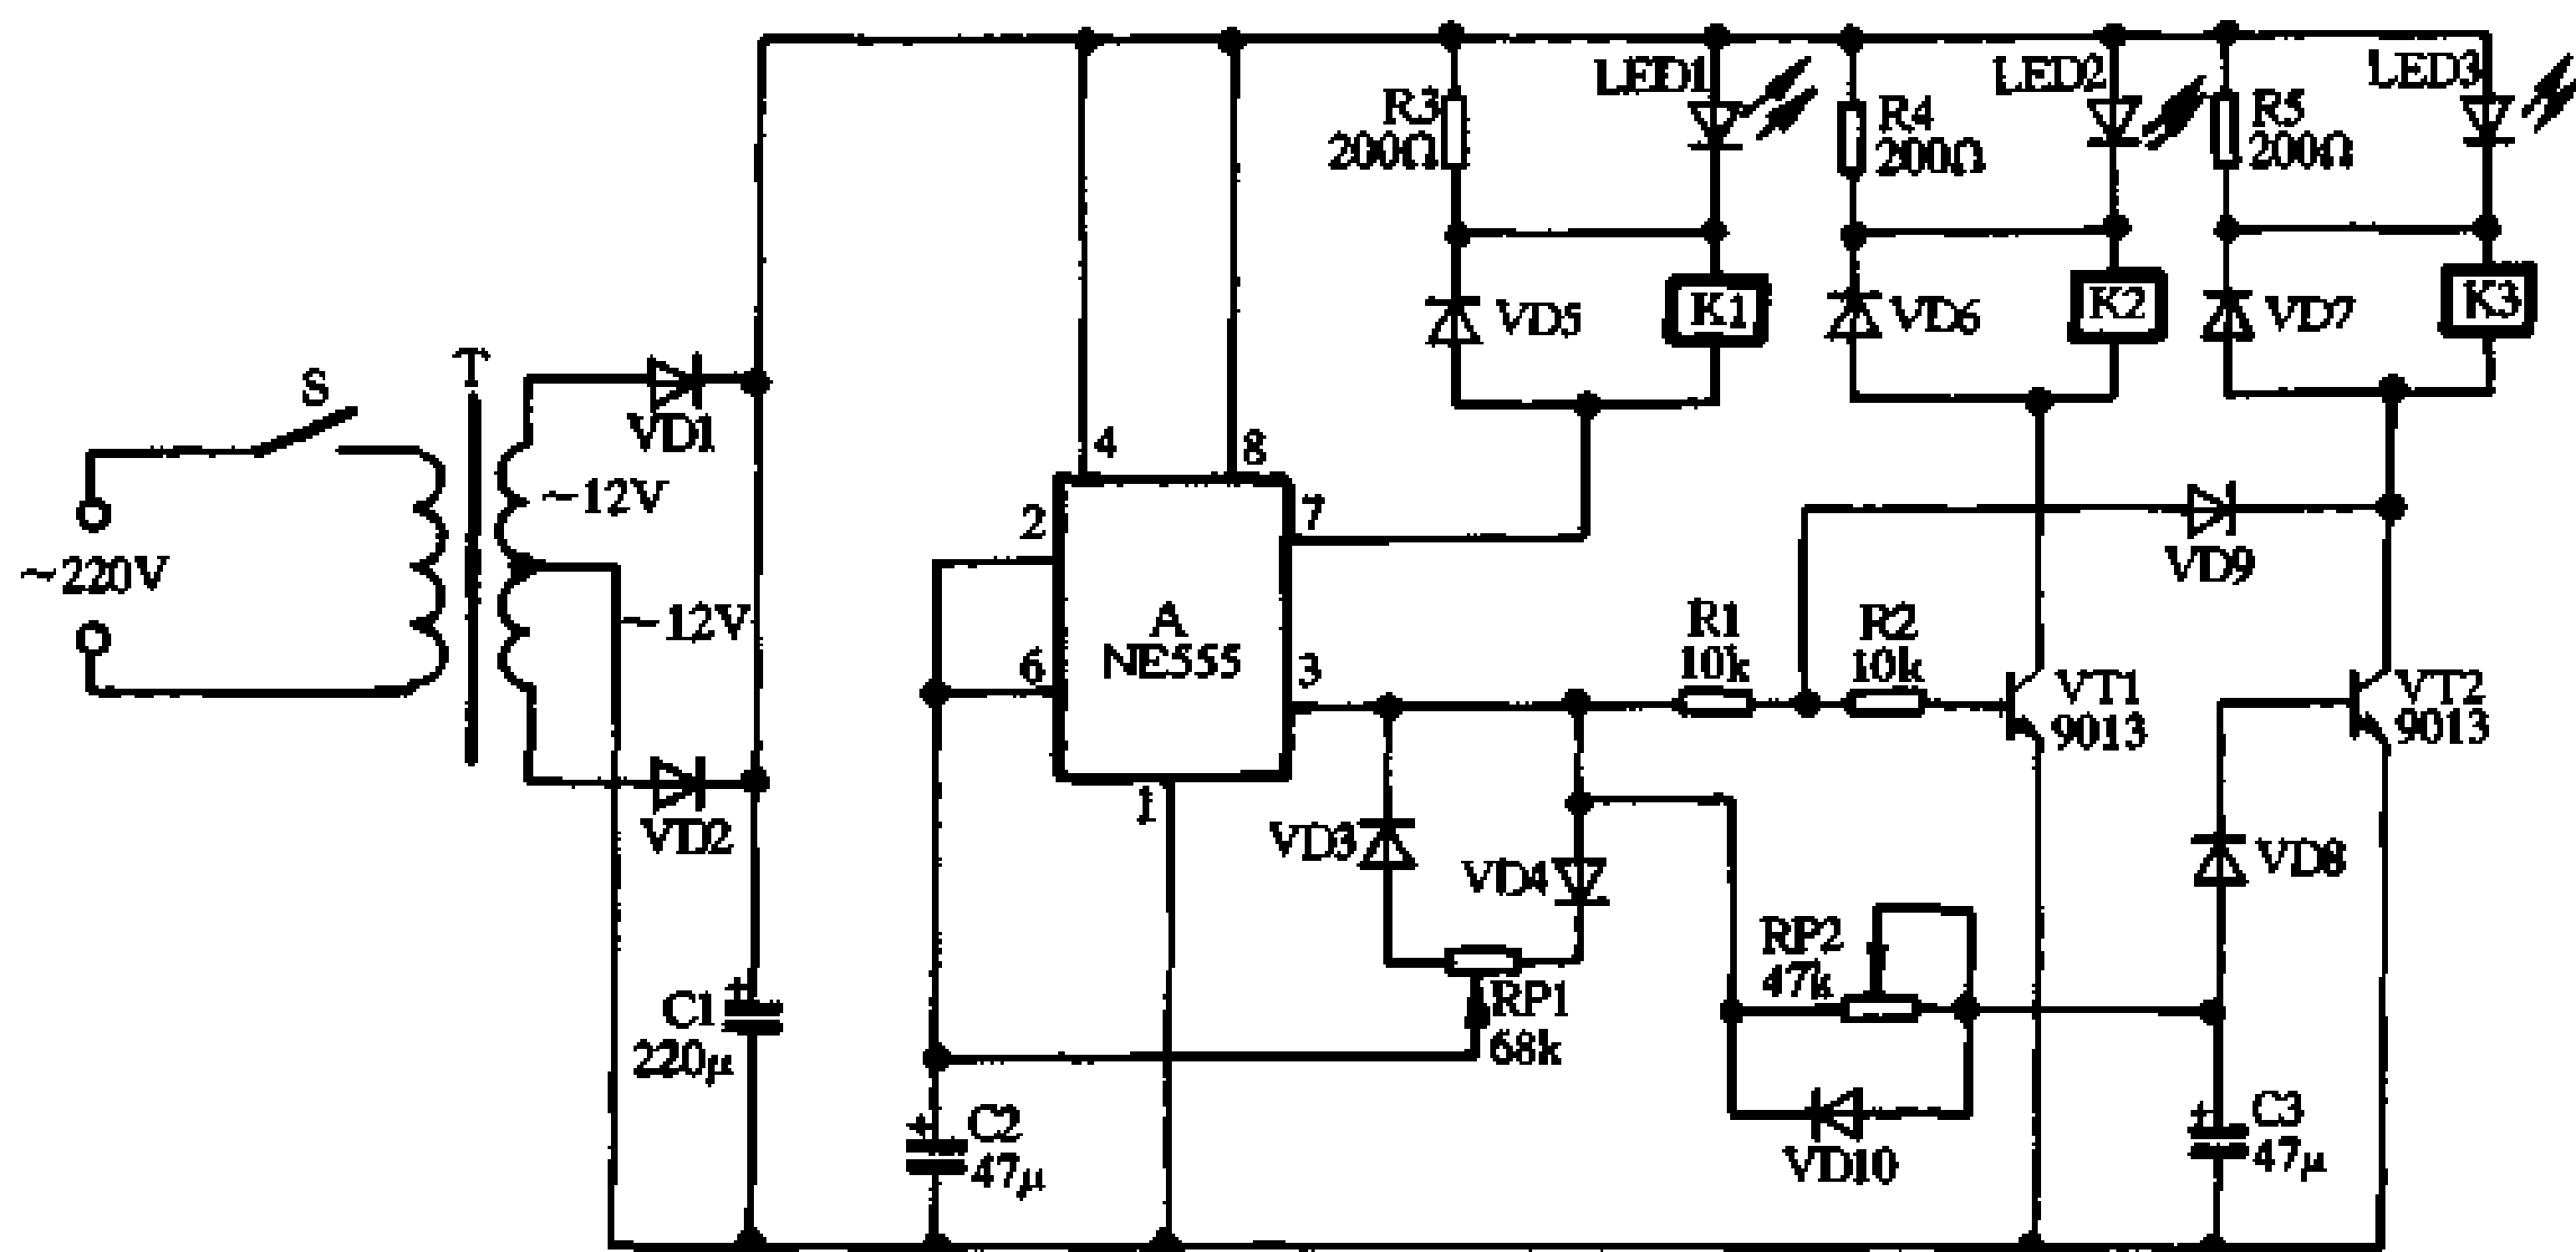 LED1
LED2
LED3
R3
200Ω
R4
200Ω
R5
200Ω
K1
K2
K3
VD5
VD6
VD7
S
T
VD1
~12V
~220V
~12V
VD2
4
8
2
7
6
3
1
A
NE555
VD9
R1
10k
R2
10k
VT1
9013
VT2
9013
VD3
VD4
VD8
RP2
47k
RP1
68k
C1
+
220μ
C2
+
47μ
VD10
C3
+
47μ